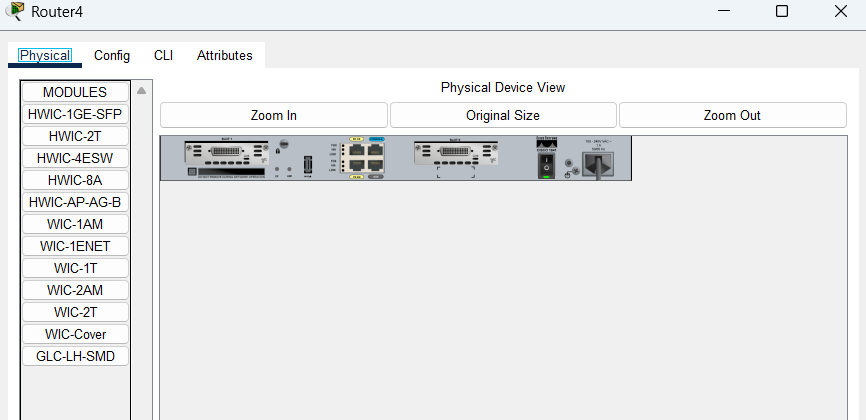 Router4
Physical
Config
CLI
Attributes
MODULES
HWIC-1GE-SFP
HWIC-2T
HWIC-4ESW
HWIC-8A
HWIC-AP-AG-B
WIC-1AM
WIC-1ENET
WIC-1T
WIC-2AM
WIC-2T
WIC-Cover
GLC-LH-SMD
Physical Device View
Zoom In
Original Size
Zoom Out
SLOT 1